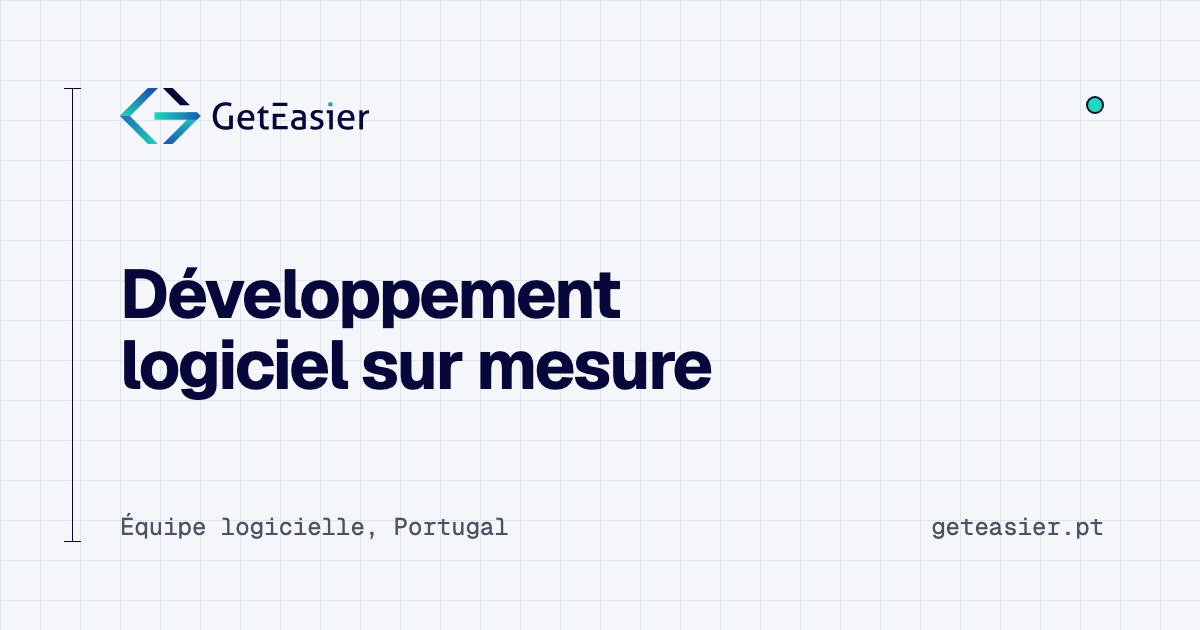 GetEasier
Développement
logiciel sur mesure
Équipe logicielle, Portugal
geteasier.pt